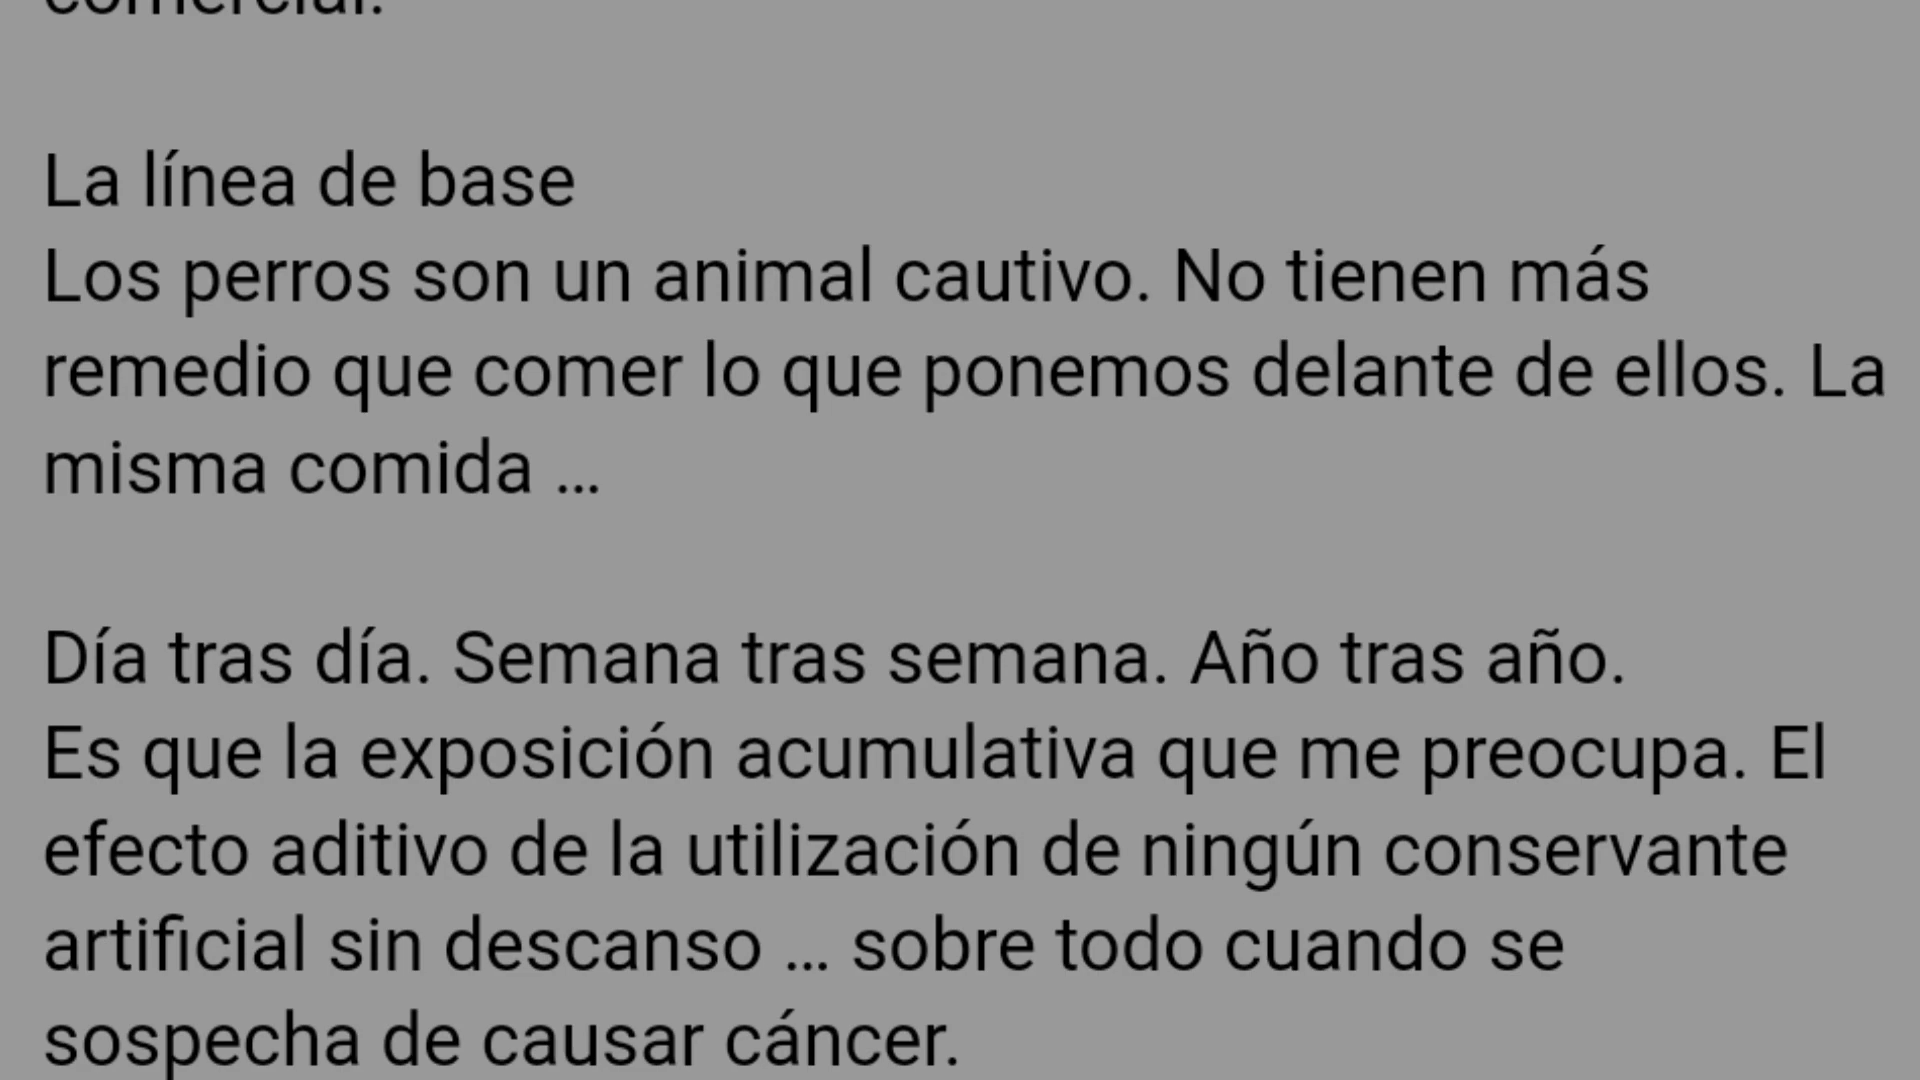 comercial.
La línea de base
Los perros son un animal cautivo. No tienen más
remedio que comer lo que ponemos delante de ellos. La
misma comida ...
Día tras día. Semana tras semana. Año tras año.
Es que la exposición acumulativa que me preocupa. El
efecto aditivo de la utilización de ningún conservante
artificial sin descanso ... sobre todo cuando se
sospecha de causar cáncer.